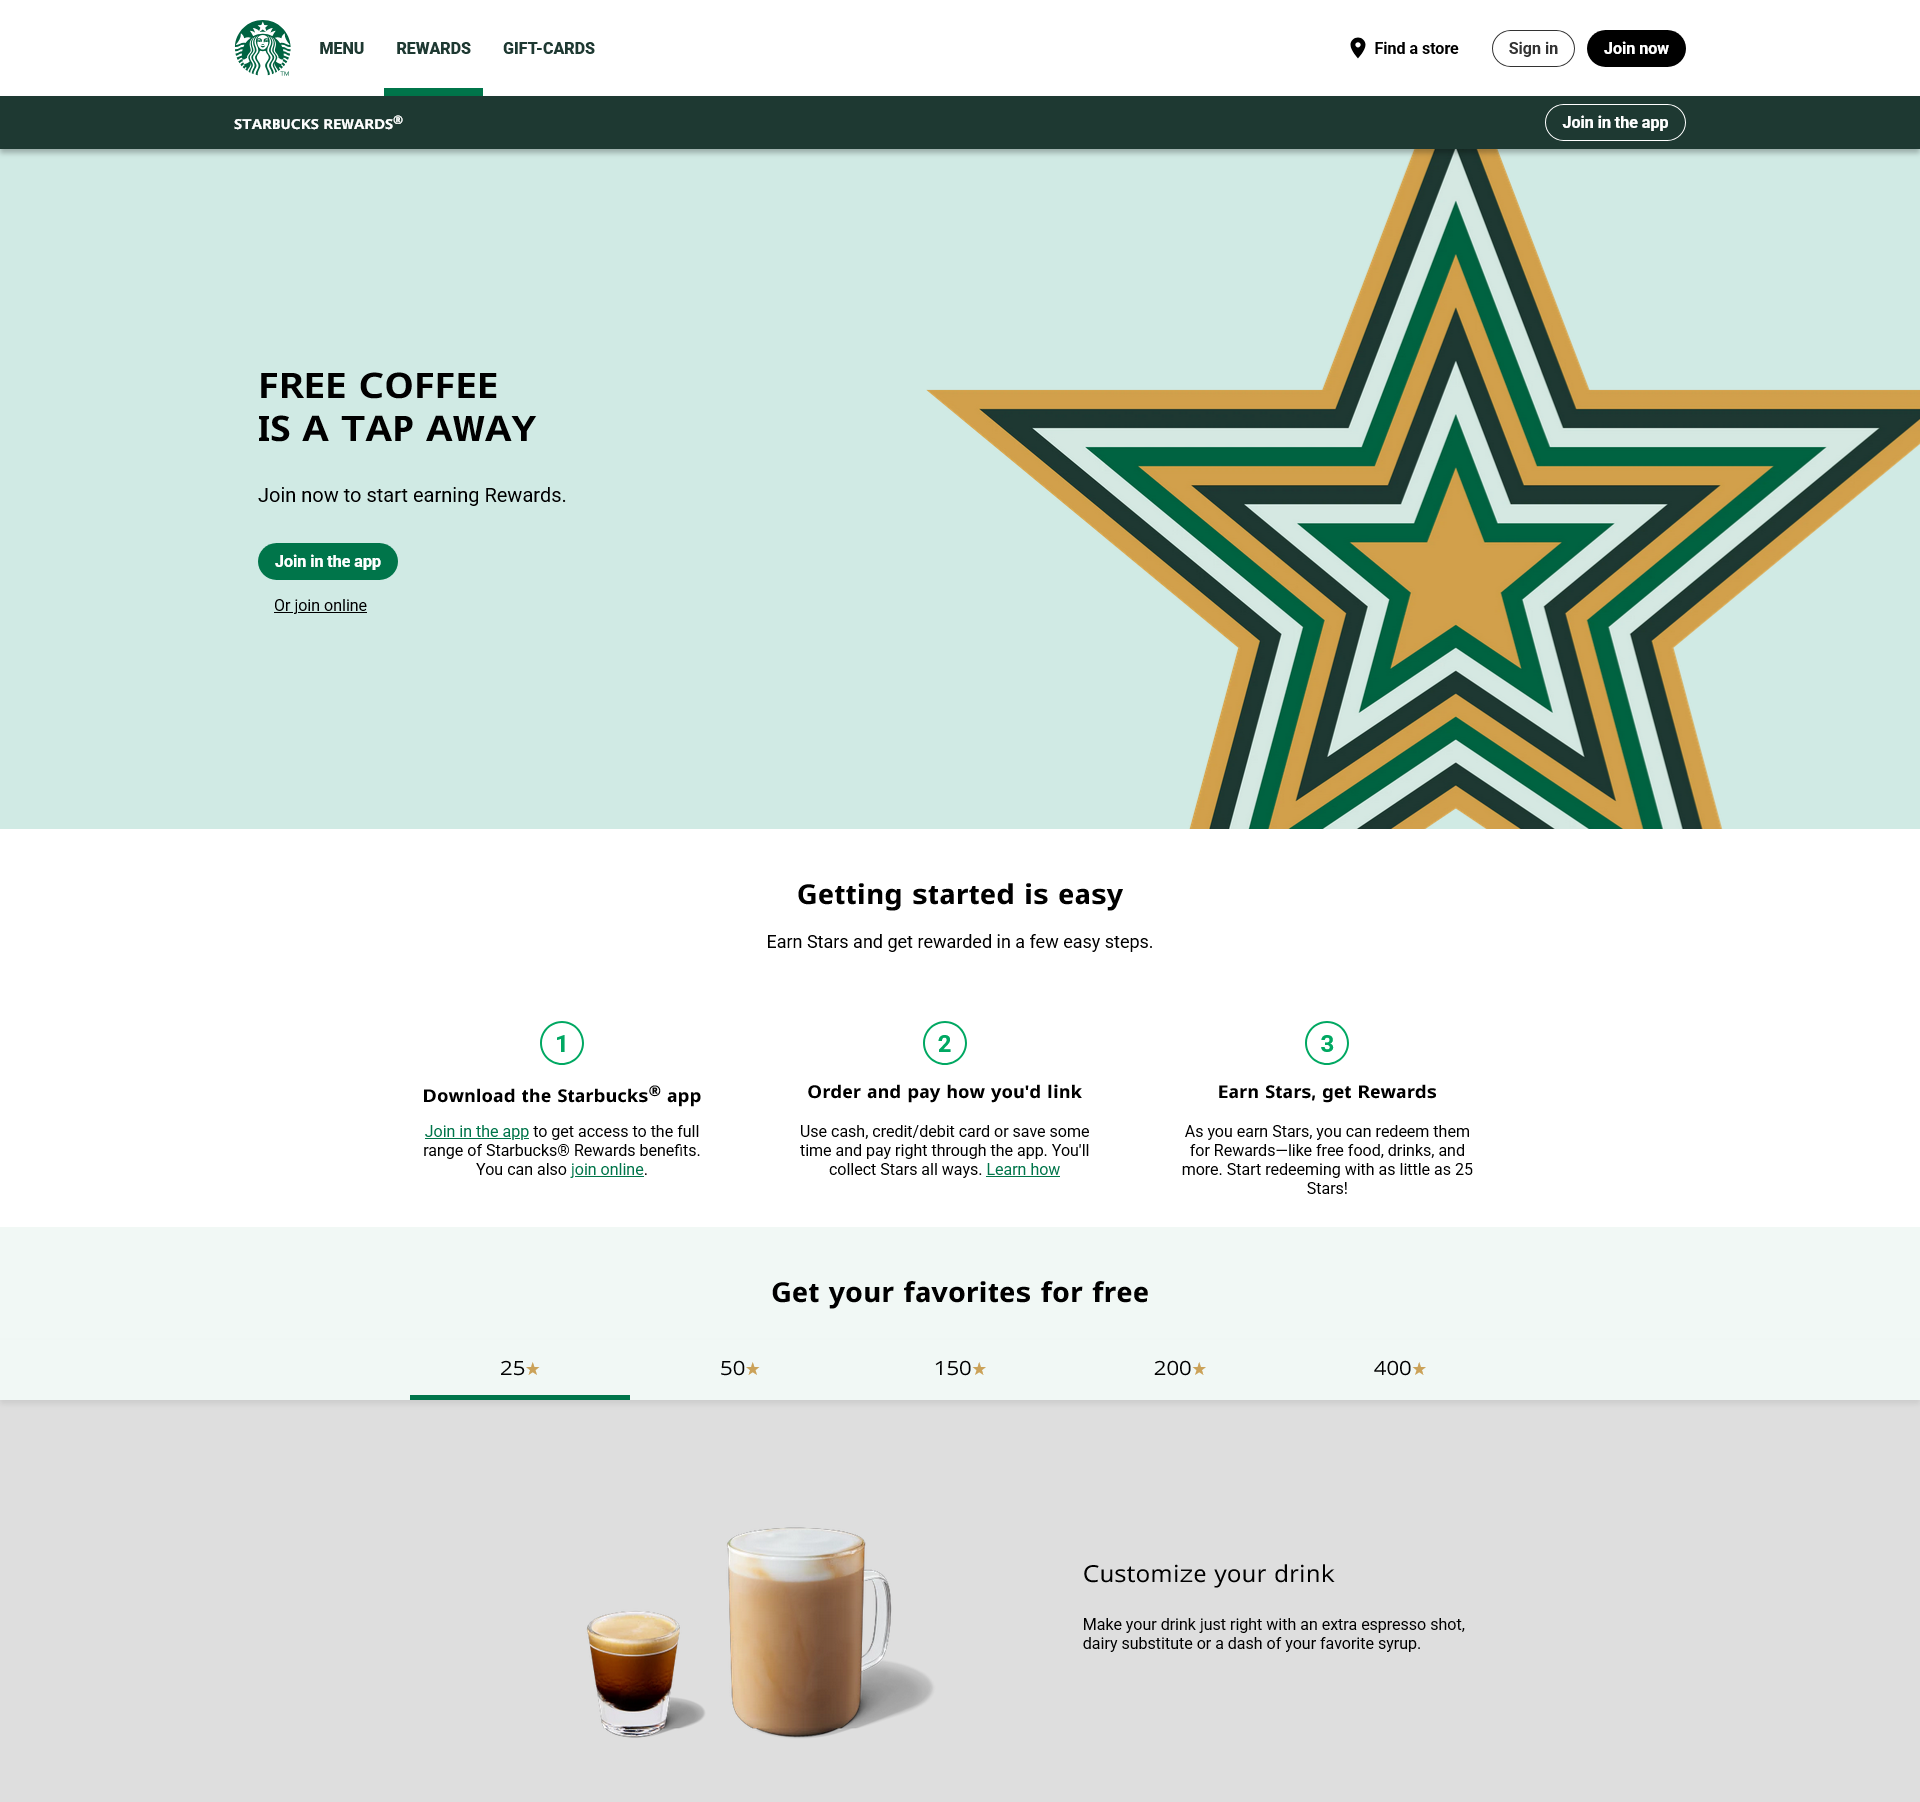 MENU
REWARDS
GIFT-CARDS
Find a store
Sign in
Join now
STARBUCKS REWARDS®
Join in the app
FREE COFFEE
IS A TAP AWAY
Join now to start earning Rewards.
Join in the app
Or join online
Getting started is easy
Earn Stars and get rewarded in a few easy steps.
1
Download the Starbucks® app
Join in the app to get access to the full
range of Starbucks® Rewards benefits.
You can also join online.
2
Order and pay how you'd link
Use cash, credit/debit card or save some
time and pay right through the app. You'll
collect Stars all ways. Learn how
3
Earn Stars, get Rewards
As you earn Stars, you can redeem them
for Rewards—like free food, drinks, and
more. Start redeeming with as little as 25
Stars!
Get your favorites for free
25★
50★
150★
200★
400★
Customize your drink
Make your drink just right with an extra espresso shot,
dairy substitute or a dash of your favorite syrup.